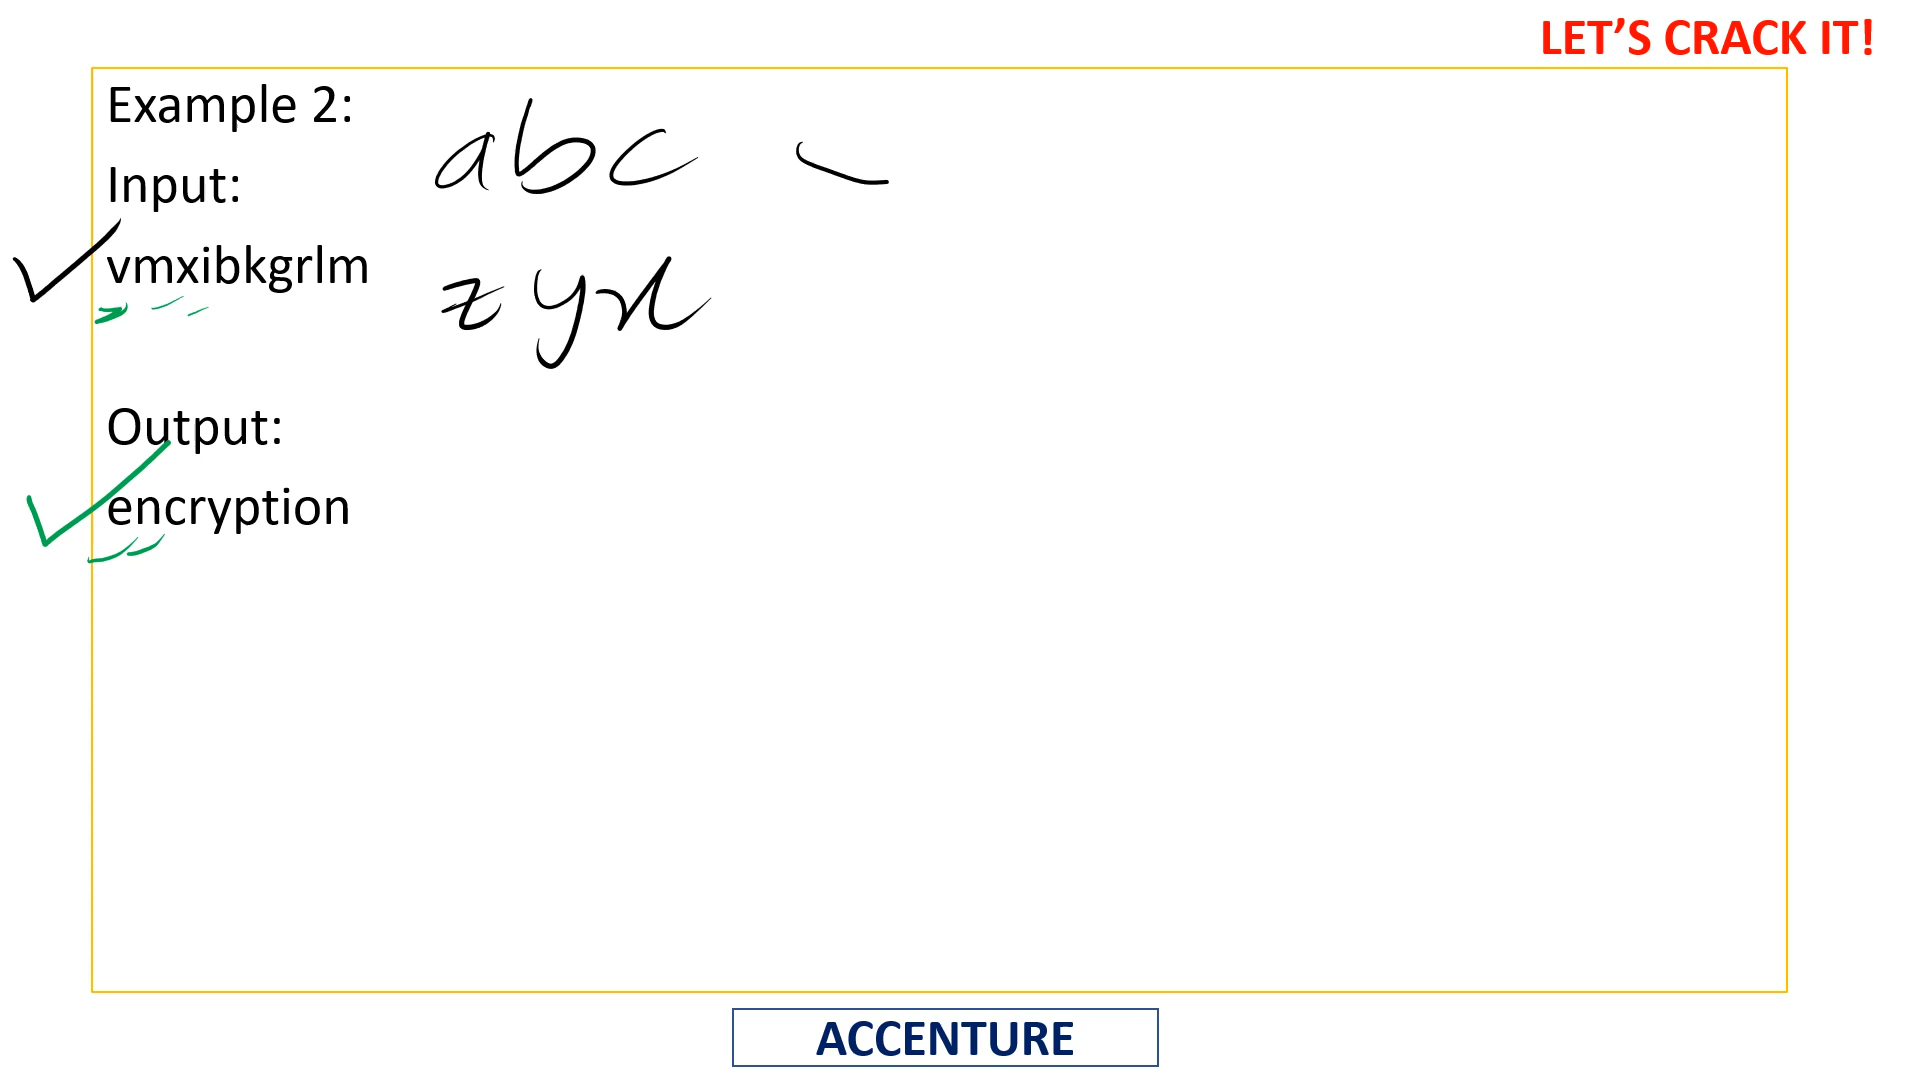 LET’S CRACK IT!
Example 2:
abc
Input:
vmxibkgrlm
zyx
Output:
encryption
ACCENTURE